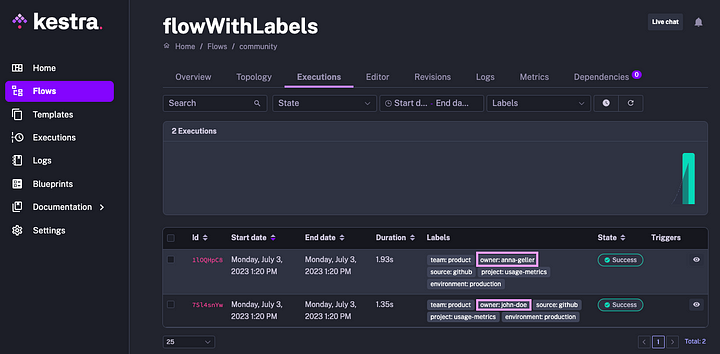 kestra.
Home
Flows
Templates
Executions
Logs
Blueprints
Documentation
Settings
flowWithLabels
Home / Flows / community
Live chat
Overview Topology Executions Editor Revisions Logs Metrics Dependencies 0
Search State Start d... - End da... Labels
2 Executions
Id Start date End date Duration Labels State Triggers
1lOQHpC8 Monday, July 3, 2023 1:20 PM Monday, July 3, 2023 1:20 PM 1.93s team: product owner: anna-geller Success
source: github project: usage-metrics
environment: production
7Sl4snYw Monday, July 3, 2023 1:20 PM Monday, July 3, 2023 1:20 PM 1.35s team: product owner: john-doe source: github Success
project: usage-metrics environment: production
25 1 Total: 2